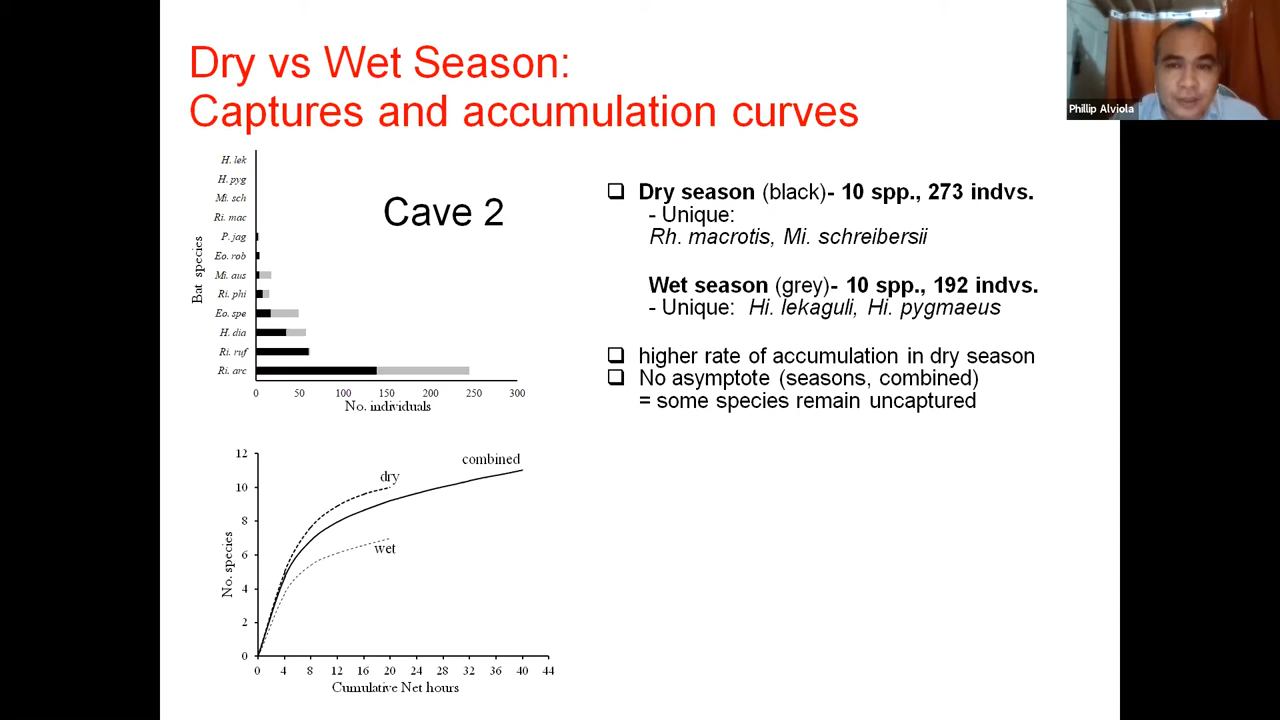 Dry vs Wet Season:
Captures and accumulation curves
Phillip Alviola
Cave 2
H. lek
H. pyg
Mi. sch
Ri. mac
P. jag
Eo. rob
Mi. aus
Ri. phi
Eo. spe
H. dia
Ri. ruf
Ri. arc
Bat species
0 50 100 150 200 250 300
No. individuals
❑ Dry season (black)- 10 spp., 273 indvs.
- Unique:
Rh. macrotis, Mi. schreibersii
Wet season (grey)- 10 spp., 192 indvs.
- Unique: Hi. lekaguli, Hi. pygmaeus
❑ higher rate of accumulation in dry season
❑ No asymptote (seasons, combined)
= some species remain uncaptured
12
10
8
6
4
2
0
No. species
combined
dry
wet
0 4 8 12 16 20 24 28 32 36 40 44
Cumulative Net hours